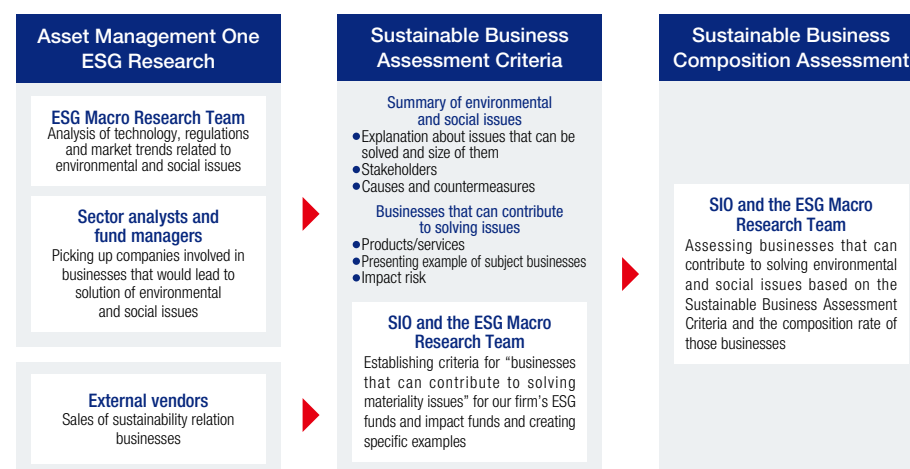 Asset Management One
ESG Research
ESG Macro Research Team
Analysis of technology, regulations
and market trends related to
environmental and social issues
Sector analysts and
fund managers
Picking up companies involved in
businesses that would lead to
solution of environmental
and social issues
External vendors
Sales of sustainability relation
businesses
Sustainable Business
Assessment Criteria
Summary of environmental
and social issues
●Explanation about issues that can be
solved and size of them
●Stakeholders
●Causes and countermeasures
Businesses that can contribute
to solving issues
●Products/services
●Presenting example of subject businesses
●Impact risk
SIO and the ESG Macro
Research Team
Establishing criteria for “businesses
that can contribute to solving
materiality issues” for our firm’s ESG
funds and impact funds and creating
specific examples
Sustainable Business
Composition Assessment
SIO and the ESG Macro
Research Team
Assessing businesses that can
contribute to solving environmental
and social issues based on the
Sustainable Business Assessment
Criteria and the composition rate of
those businesses